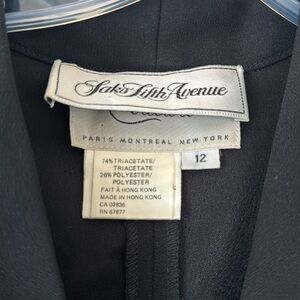 Saks Fifth Avenue
PARIS MONTREAL NEW YORK
74% TRIACETATE/
TRIACETATE
26% POLYESTER/
POLYESTER
FAIT À HONG KONG
MADE IN HONG KONG
CA 02836
RN 67877
12